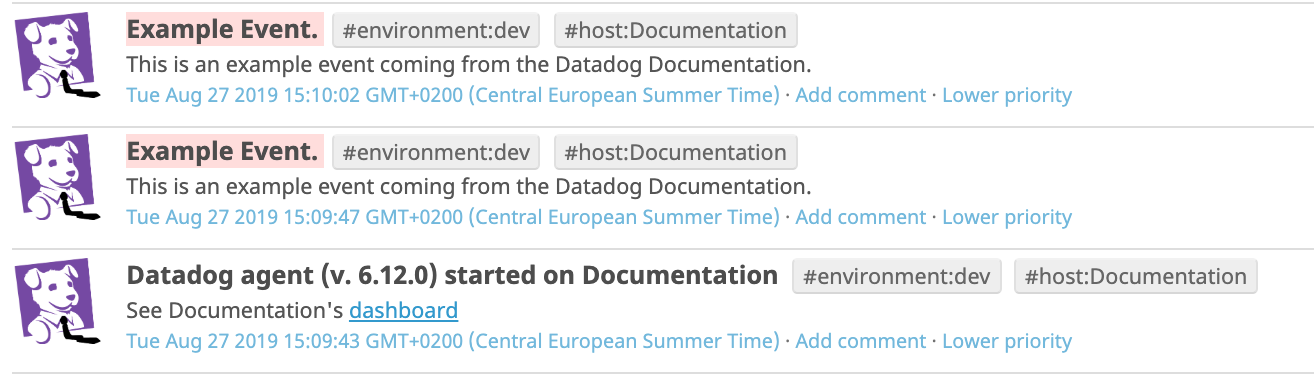 Example Event. #environment:dev #host:Documentation
This is an example event coming from the Datadog Documentation.
Tue Aug 27 2019 15:10:02 GMT+0200 (Central European Summer Time) · Add comment · Lower priority
Example Event. #environment:dev #host:Documentation
This is an example event coming from the Datadog Documentation.
Tue Aug 27 2019 15:09:47 GMT+0200 (Central European Summer Time) · Add comment · Lower priority
Datadog agent (v. 6.12.0) started on Documentation #environment:dev #host:Documentation
See Documentation's dashboard
Tue Aug 27 2019 15:09:43 GMT+0200 (Central European Summer Time) · Add comment · Lower priority